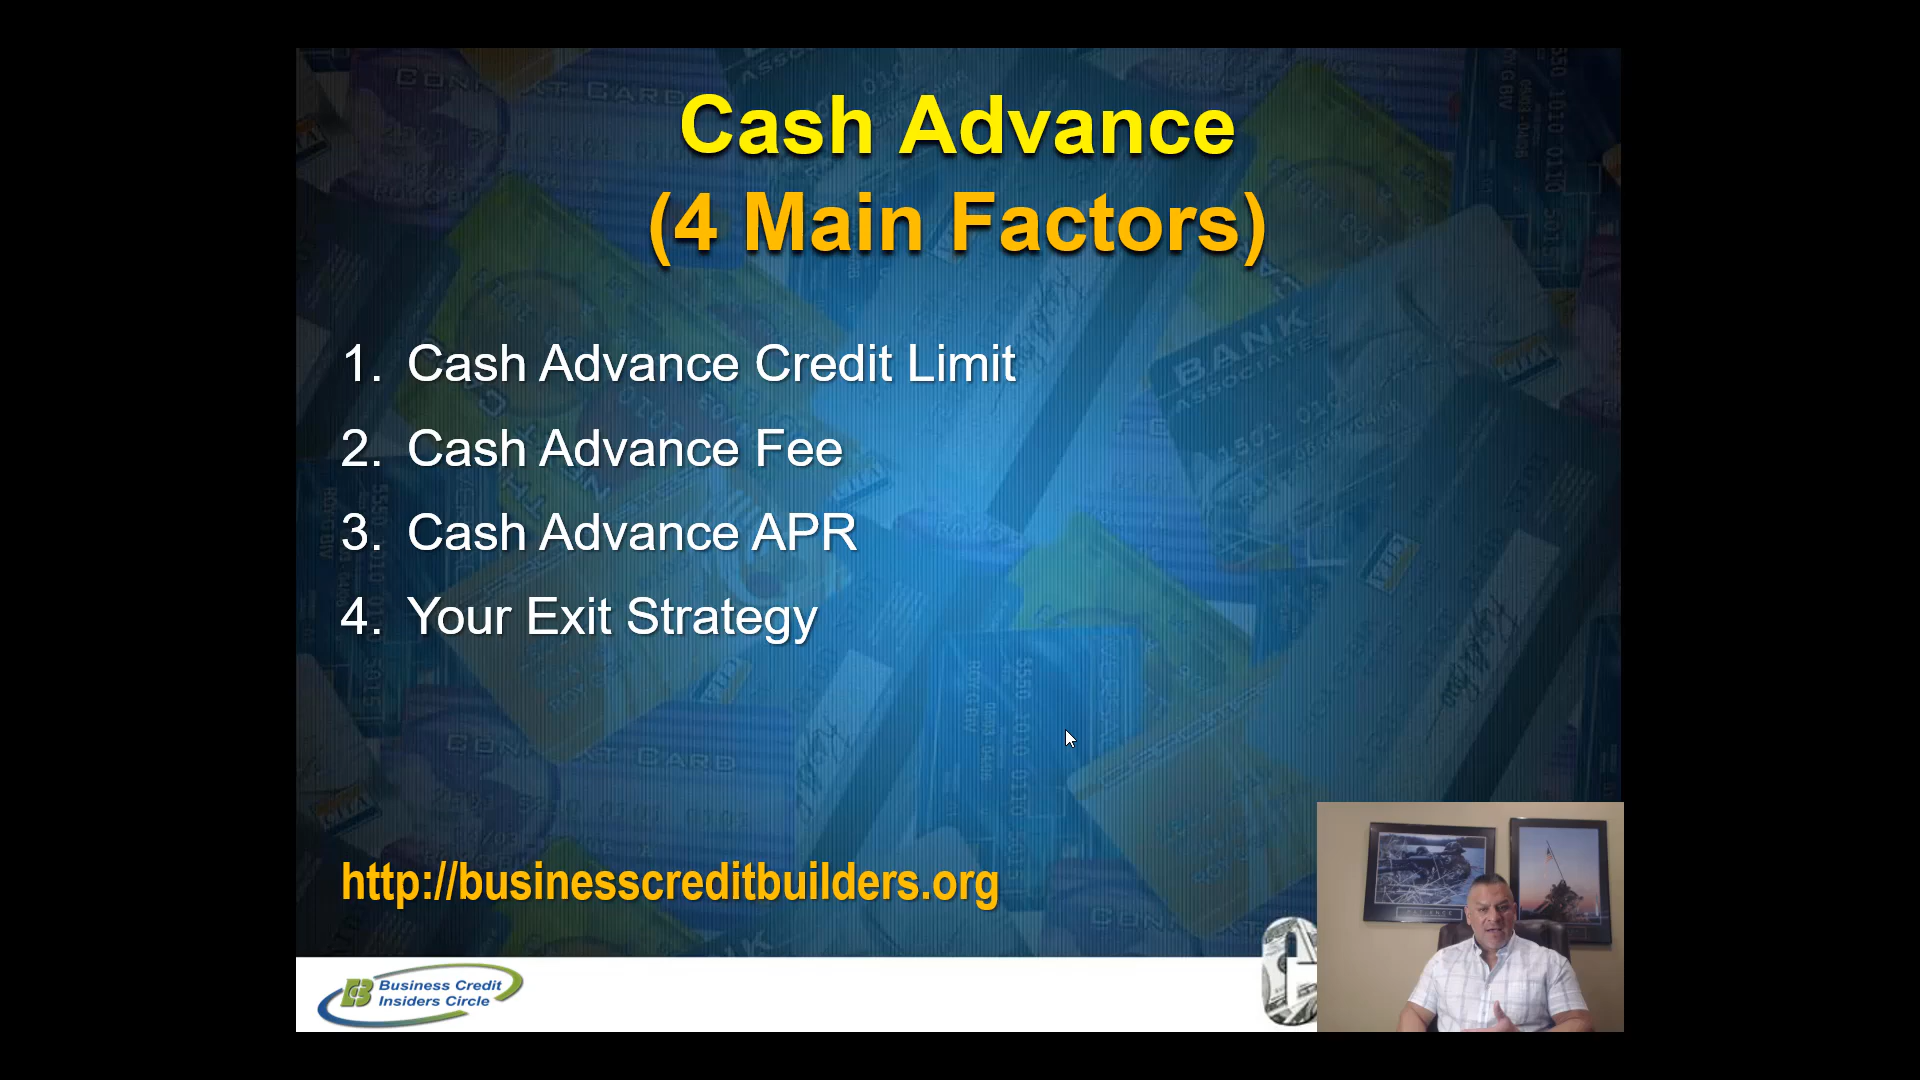 Cash Advance
(4 Main Factors)
1. Cash Advance Credit Limit
2. Cash Advance Fee
3. Cash Advance APR
4. Your Exit Strategy
http://businesscreditbuilders.org
Business Credit
Insiders Circle